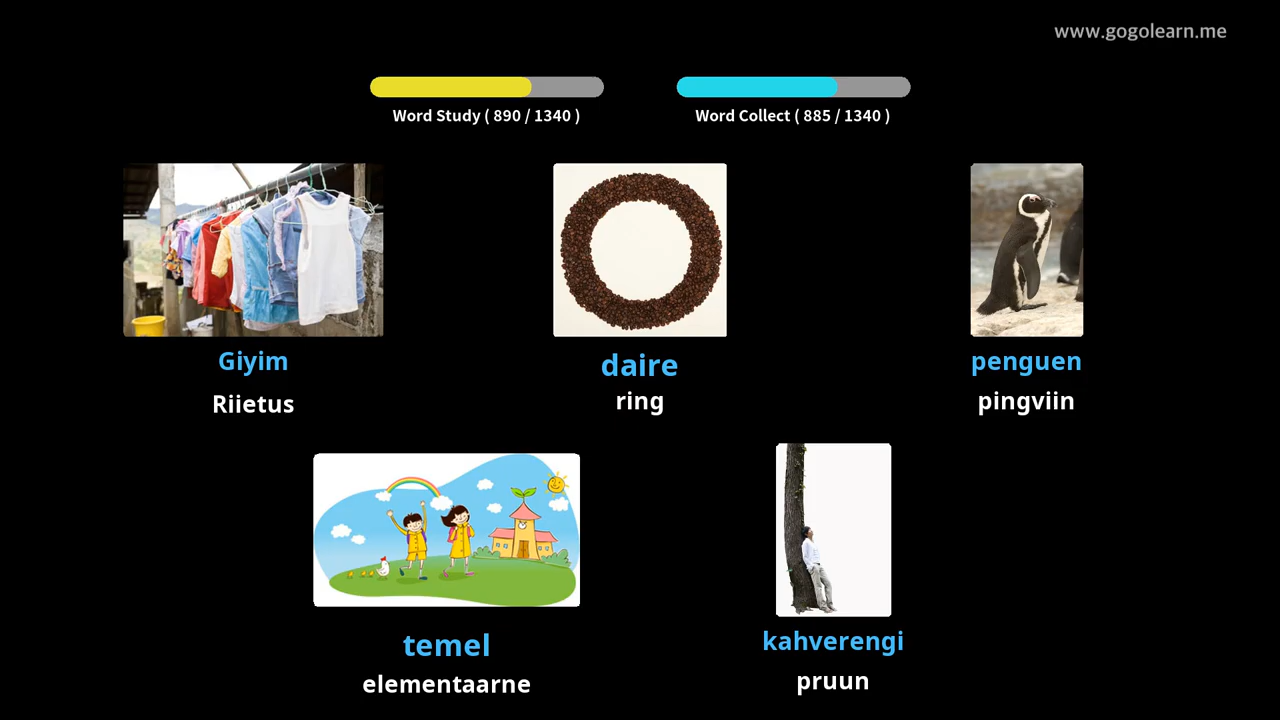 www.gogolearn.me
Word Study ( 890 / 1340 )
Word Collect ( 885 / 1340 )
Giyim
Riietus
daire
ring
penguen
pingviin
temel
elementaarne
kahverengi
pruun